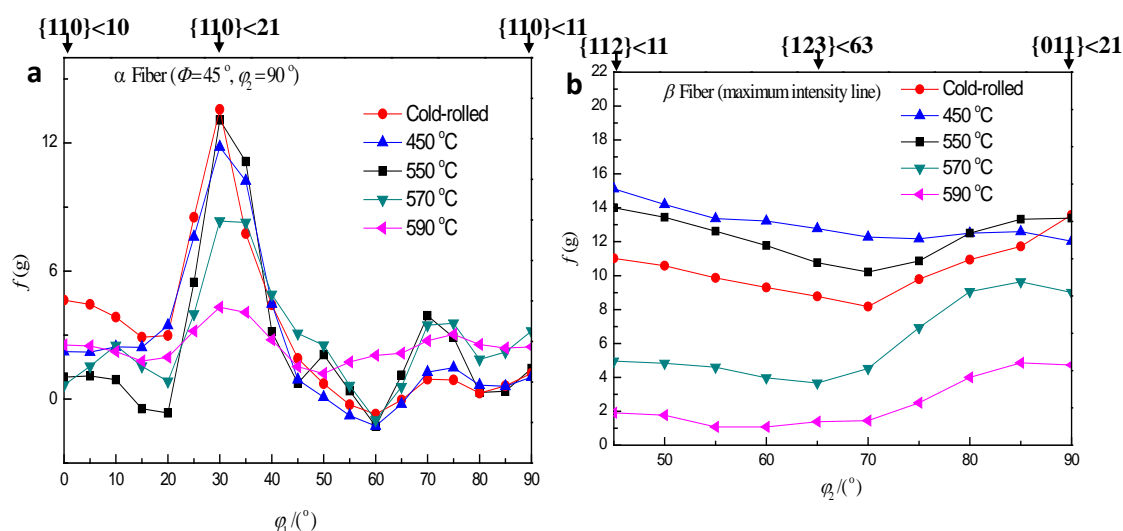 {110}<10 {110}<21 {110}<11
a
α Fiber (Φ=45 °, φ2=90 °)
Cold-rolled
450 °C
550 °C
570 °C
590 °C
12
6
0
f (g)
0 10 20 30 40 50 60 70 80 90
φ1/(°)
{112}<11 {123}<63 {011}<21
b
β Fiber (maximum intensity line)
Cold-rolled
450 °C
550 °C
570 °C
590 °C
22
20
18
16
14
12
10
8
6
4
2
0
f (g)
50 60 70 80 90
φ2/(°)